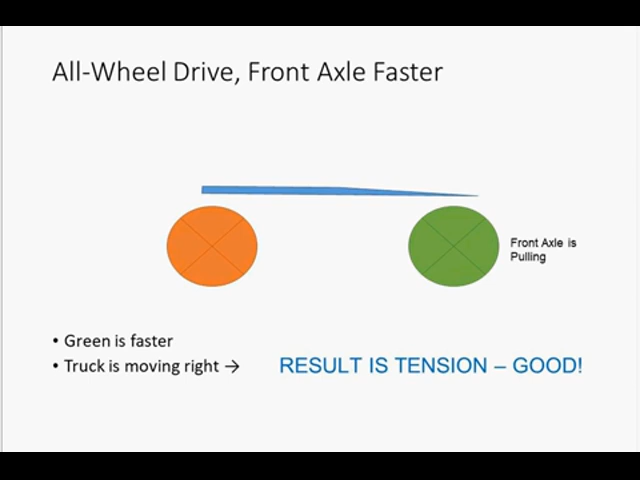 All-Wheel Drive, Front Axle Faster
Front Axle is
Pulling
• Green is faster
• Truck is moving right →
RESULT IS TENSION – GOOD!